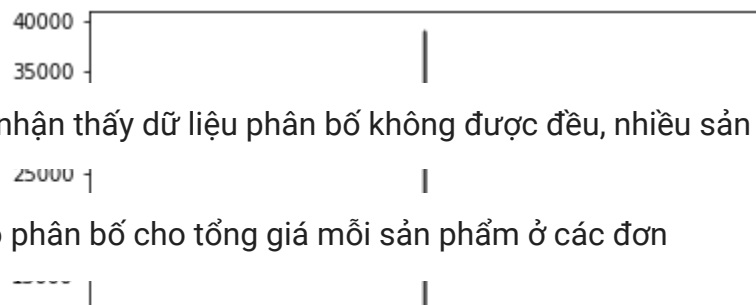 40000
35000
nhận thấy dữ liệu phân bố không được đều, nhiều sản
25000
phân bố cho tổng giá mỗi sản phẩm ở các đơn